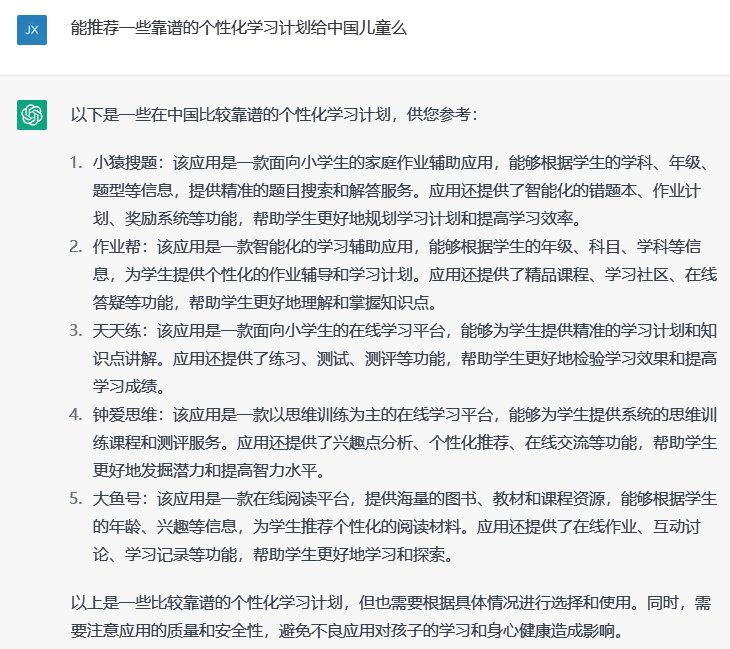 JX
能推荐一些靠谱的个性化学习计划给中国儿童么
以下是一些在中国比较靠谱的个性化学习计划，供您参考：
1. 小猿搜题：该应用是一款面向小学生的家庭作业辅助应用，能够根据学生的学科、年级、
题型等信息，提供精准的题目搜索和解答服务。应用还提供了智能化的错题本、作业计
划、奖励系统等功能，帮助学生更好地规划学习计划和提高学习效率。
2. 作业帮：该应用是一款智能化的学习辅助应用，能够根据学生的年级、科目、学科等信
息，为学生提供个性化的作业辅导和学习计划。应用还提供了精品课程、学习社区、在线
答疑等功能，帮助学生更好地理解和掌握知识点。
3. 天天练：该应用是一款面向小学生的在线学习平台，能够为学生提供精准的学习计划和知
识点讲解。应用还提供了练习、测试、测评等功能，帮助学生更好地检验学习效果和提高
学习成绩。
4. 钟爱思维：该应用是一款以思维训练为主的在线学习平台，能够为学生提供系统的思维训
练课程和测评服务。应用还提供了兴趣点分析、个性化推荐、在线交流等功能，帮助学生
更好地发掘潜力和提高智力水平。
5. 大鱼号：该应用是一款在线阅读平台，提供海量的图书、教材和课程资源，能够根据学生
的年龄、兴趣等信息，为学生推荐个性化的阅读材料。应用还提供了在线作业、互动讨
论、学习记录等功能，帮助学生更好地学习和探索。
以上是一些比较靠谱的个性化学习计划，但也需要根据具体情况进行选择和使用。同时，需
要注意应用的质量和安全性，避免不良应用对孩子的学习和身心健康造成影响。